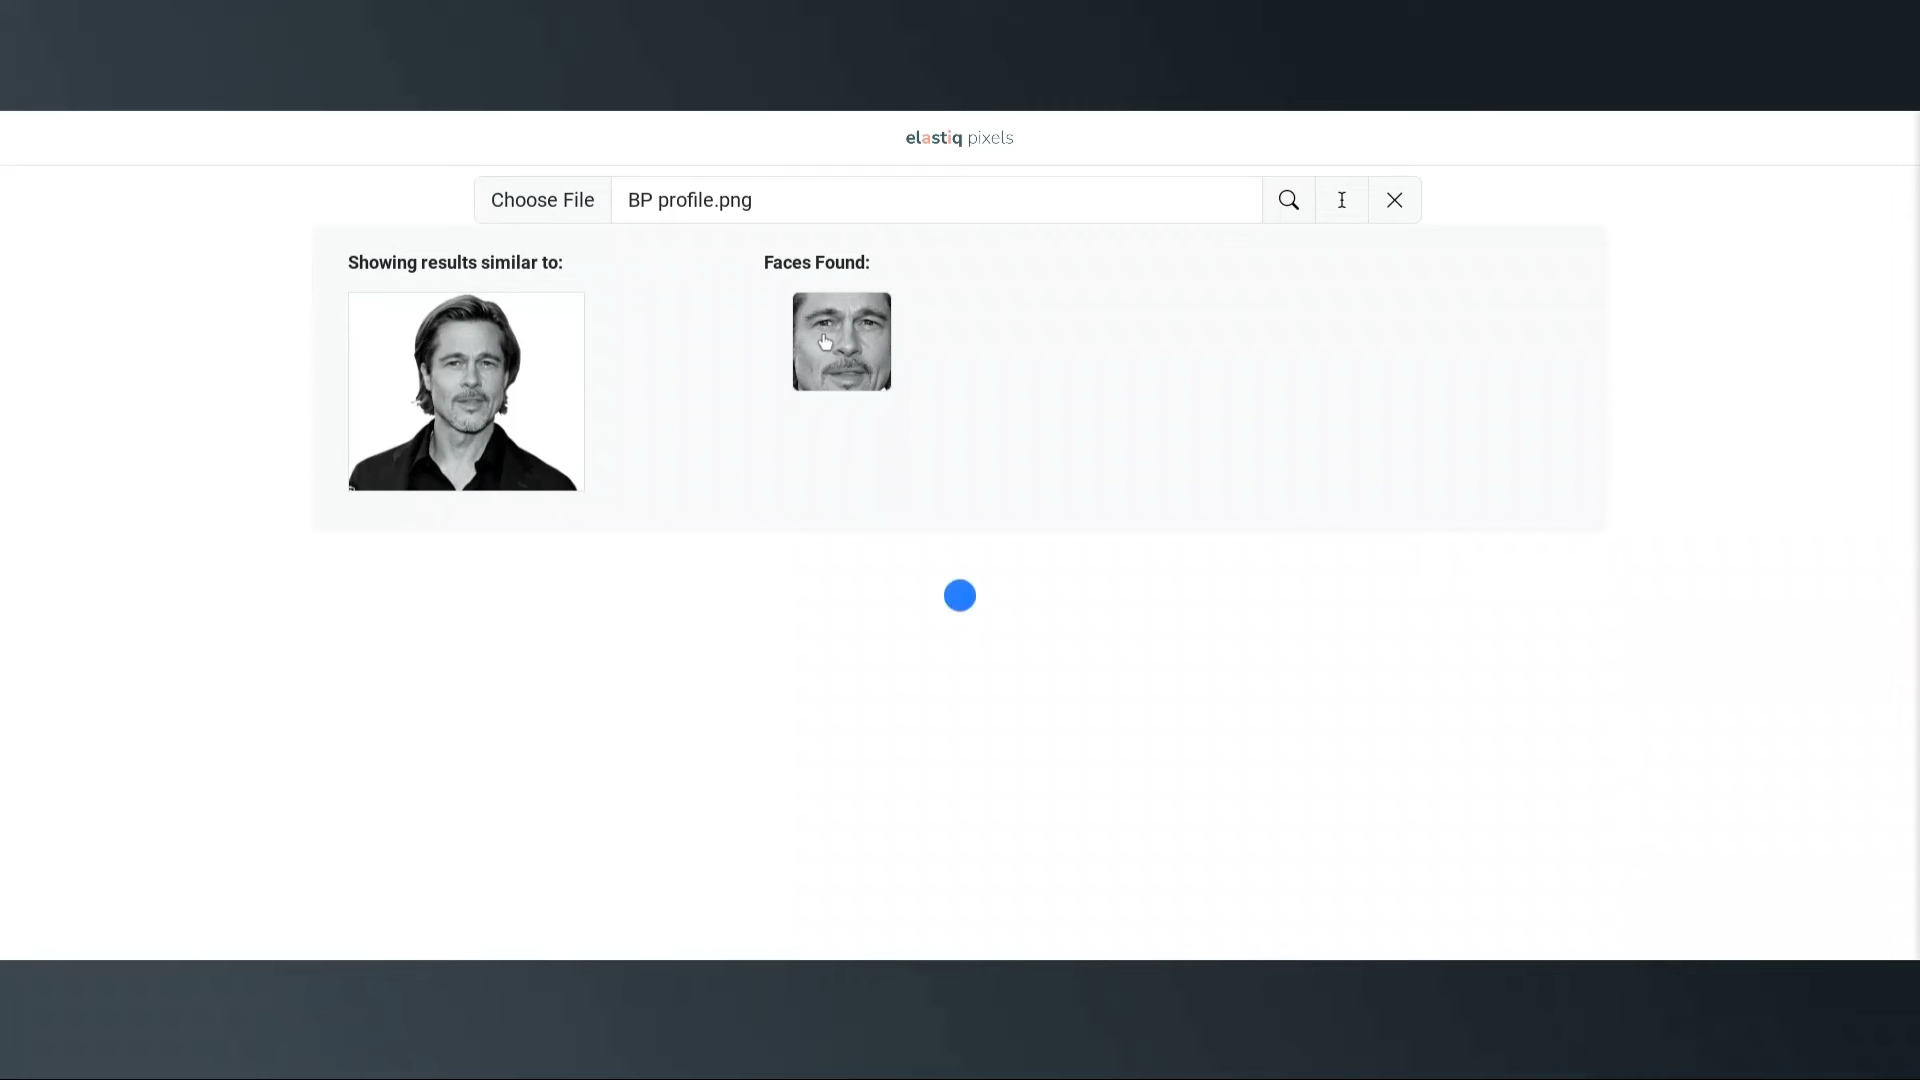 elastiq pixels
Choose File BP profile.png
Showing results similar to: Faces Found: